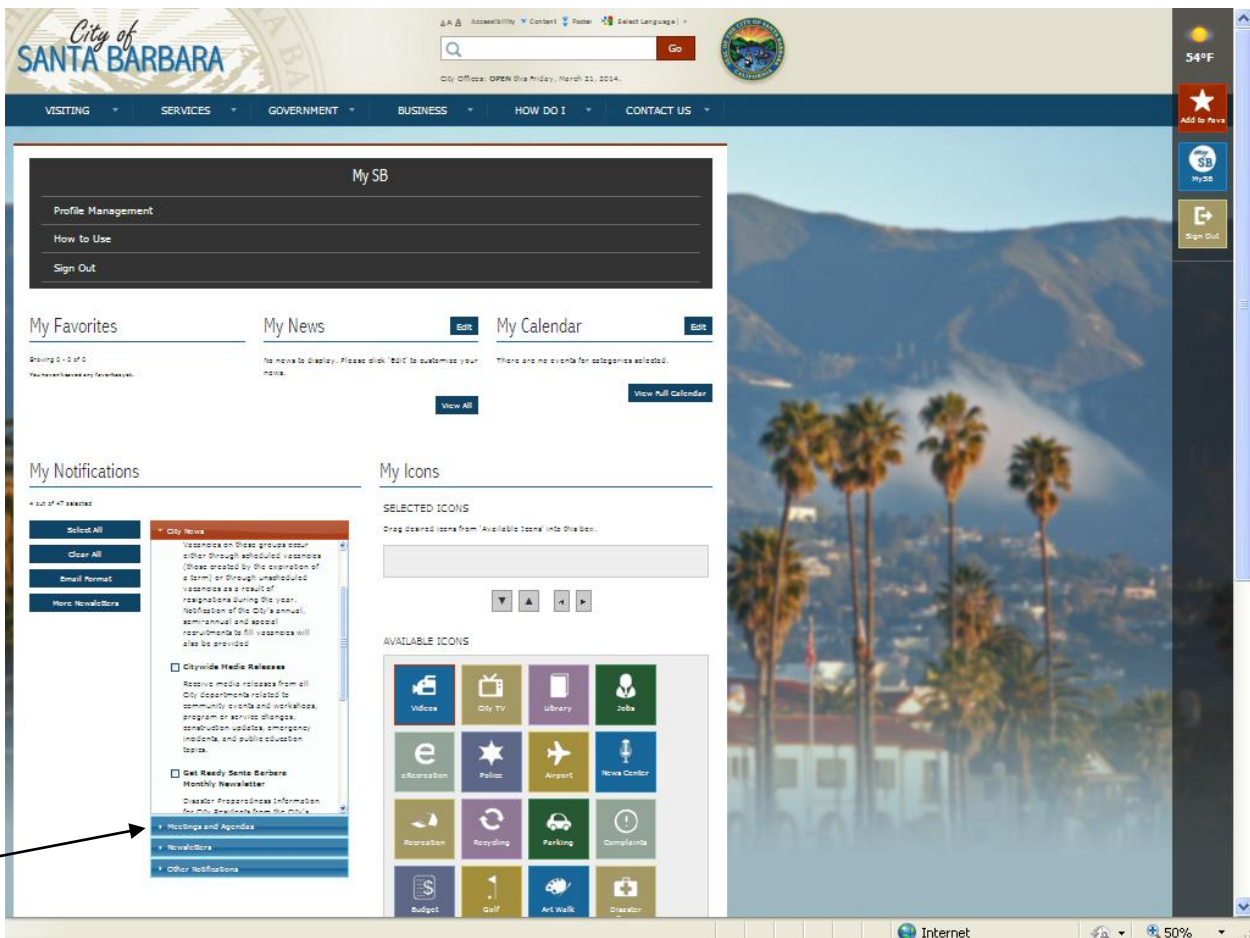 City of
SANTA BARBARA
A A A Accessibility Content Footer Select Language
Go
City Offices: OPEN this Friday, March 21, 2014.
54°F
VISITING SERVICES GOVERNMENT BUSINESS HOW DO I CONTACT US
Add to Favs
my SB
MySB
Sign Out
My SB
Profile Management
How to Use
Sign Out
My Favorites
Showing 0 - 0 of 0
You haven't saved any favorites yet.
My News
Edit
No news to display. Please click 'Edit' to customize your
news.
View All
My Calendar
Edit
There are no events for categories selected.
View Full Calendar
My Notifications
4 out of 47 selected
Select All
Clear All
Email Format
More Newsletters
City News
Vacancies on these groups occur
either through scheduled vacancies
(those created by the expiration of
a term) or through unscheduled
vacancies as a result of
resignations during the year.
Notification of the City's annual,
semi-annual and special
recruitments to fill vacancies will
also be provided
Citywide Media Releases
Receive media releases from all
City departments related to
community events and workshops,
program or service changes,
construction updates, emergency
incidents, and public education
topics.
Get Ready Santa Barbara
Monthly Newsletter
Disaster Preparedness Information
for City Residents from the City's
Meetings and Agendas
Newsletters
Other Notifications
My Icons
SELECTED ICONS
Drag desired icons from 'Available Icons' into this box.
AVAILABLE ICONS
Videos City TV Library Jobs
eRecreation Police Airport News Center
Recreation Recycling Parking Complaints
Budget Golf Art Walk Disaster
Internet 50%